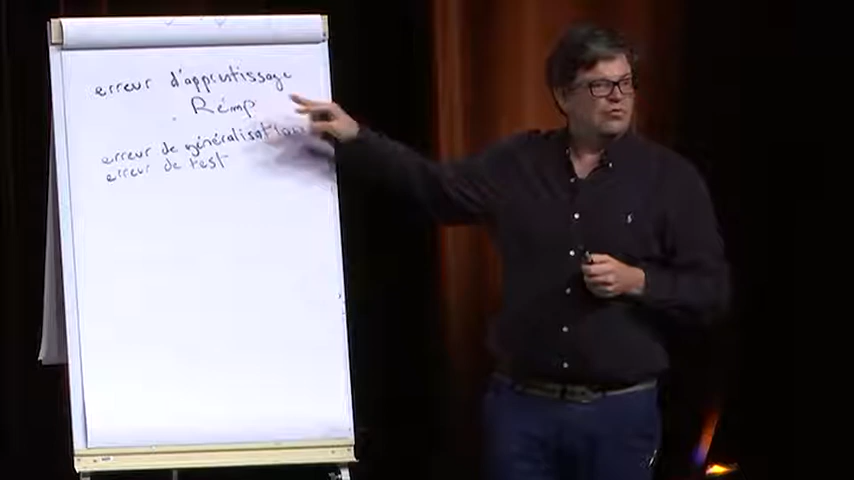 erreur d'apprentissage
Rémp
erreur de généralisation
erreur de test